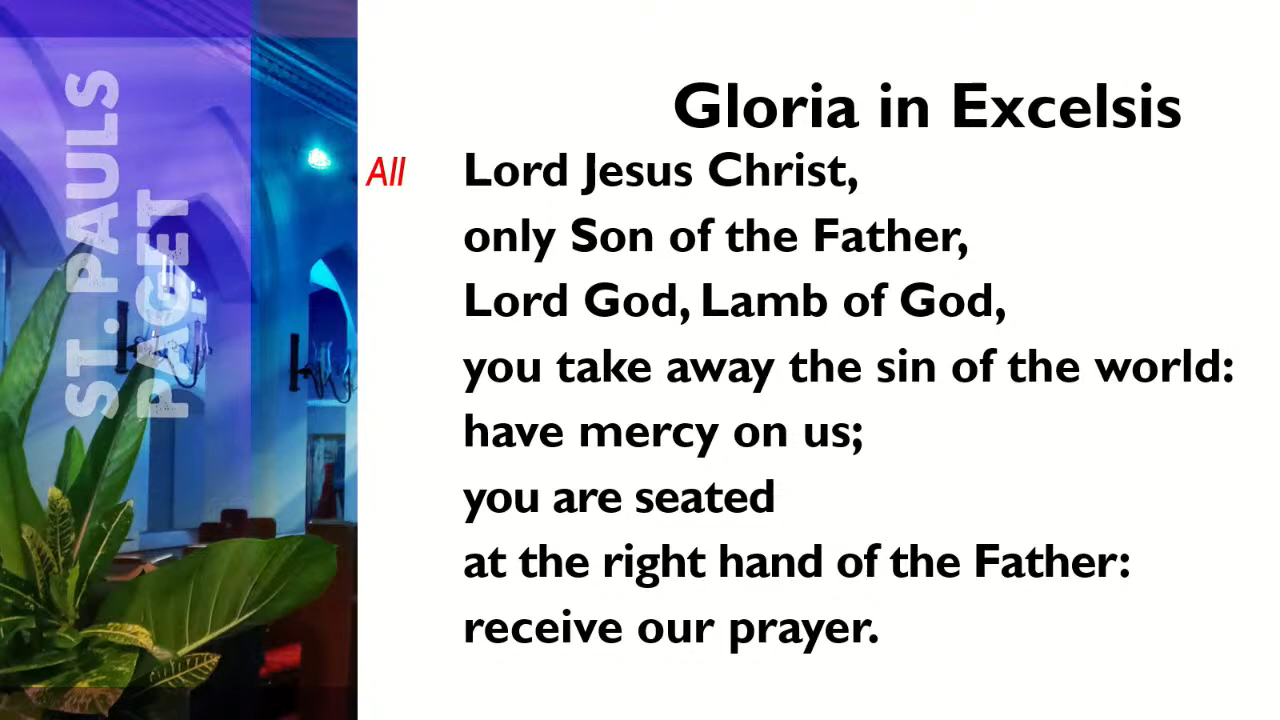 ST. PAULS
PAGET
Gloria in Excelsis
All Lord Jesus Christ,
only Son of the Father,
Lord God, Lamb of God,
you take away the sin of the world:
have mercy on us;
you are seated
at the right hand of the Father:
receive our prayer.